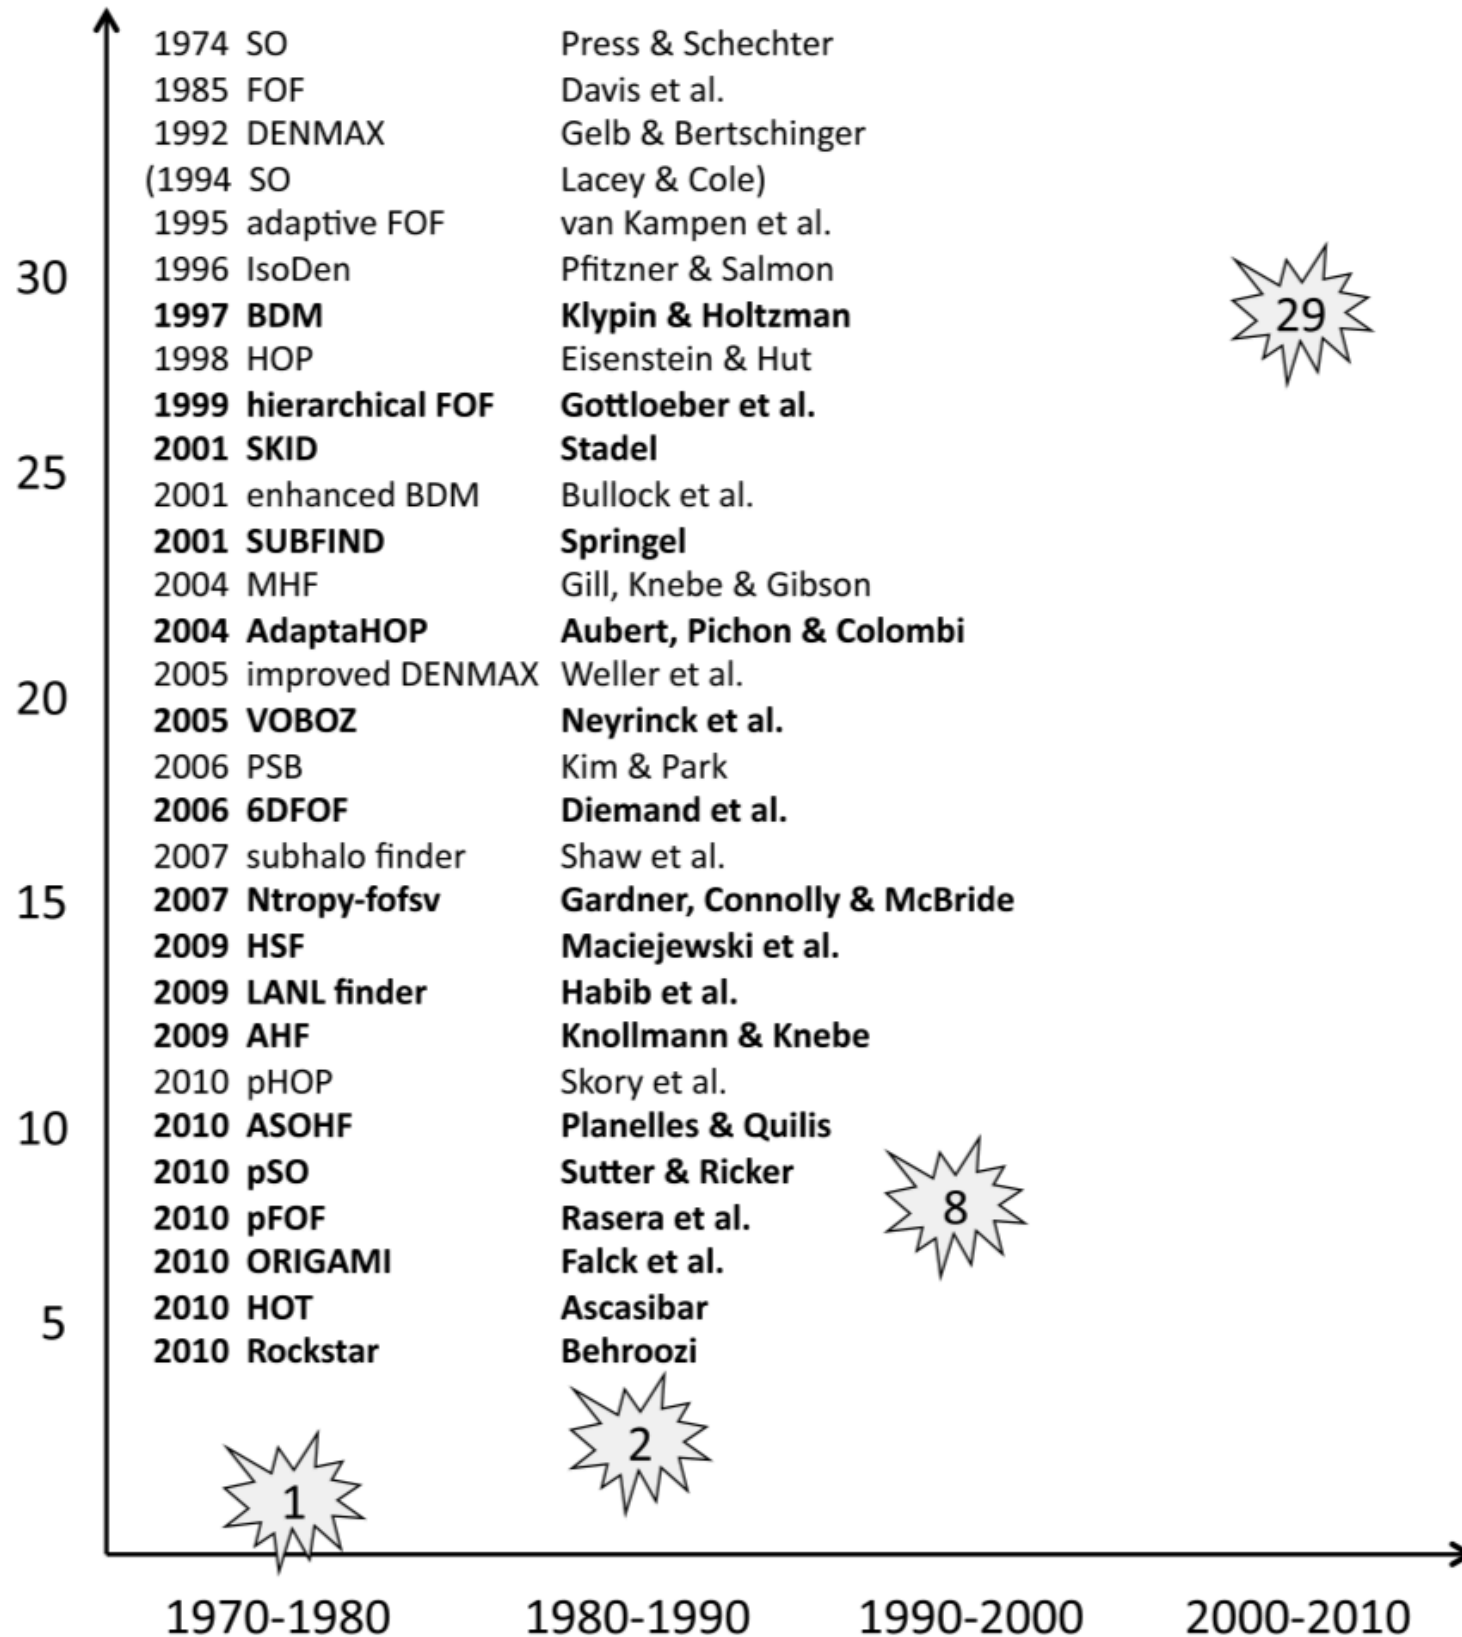 1974 SO Press & Schechter
1985 FOF Davis et al.
1992 DENMAX Gelb & Bertschinger
(1994 SO Lacey & Cole)
1995 adaptive FOF van Kampen et al.
1996 IsoDen Pfitzner & Salmon
1997 BDM Klypin & Holtzman
1998 HOP Eisenstein & Hut
1999 hierarchical FOF Gottloeber et al.
2001 SKID Stadel
2001 enhanced BDM Bullock et al.
2001 SUBFIND Springel
2004 MHF Gill, Knebe & Gibson
2004 AdaptaHOP Aubert, Pichon & Colombi
2005 improved DENMAX Weller et al.
2005 VOBOZ Neyrinck et al.
2006 PSB Kim & Park
2006 6DFOF Diemand et al.
2007 subhalo finder Shaw et al.
2007 Ntropy-fofsv Gardner, Connolly & McBride
2009 HSF Maciejewski et al.
2009 LANL finder Habib et al.
2009 AHF Knollmann & Knebe
2010 pHOP Skory et al.
2010 ASOHF Planelles & Quilis
2010 pSO Sutter & Ricker
2010 pFOF Rasera et al.
2010 ORIGAMI Falck et al.
2010 HOT Ascasibar
2010 Rockstar Behroozi
30
25
20
15
10
5
29
8
2
1
1970-1980 1980-1990 1990-2000 2000-2010